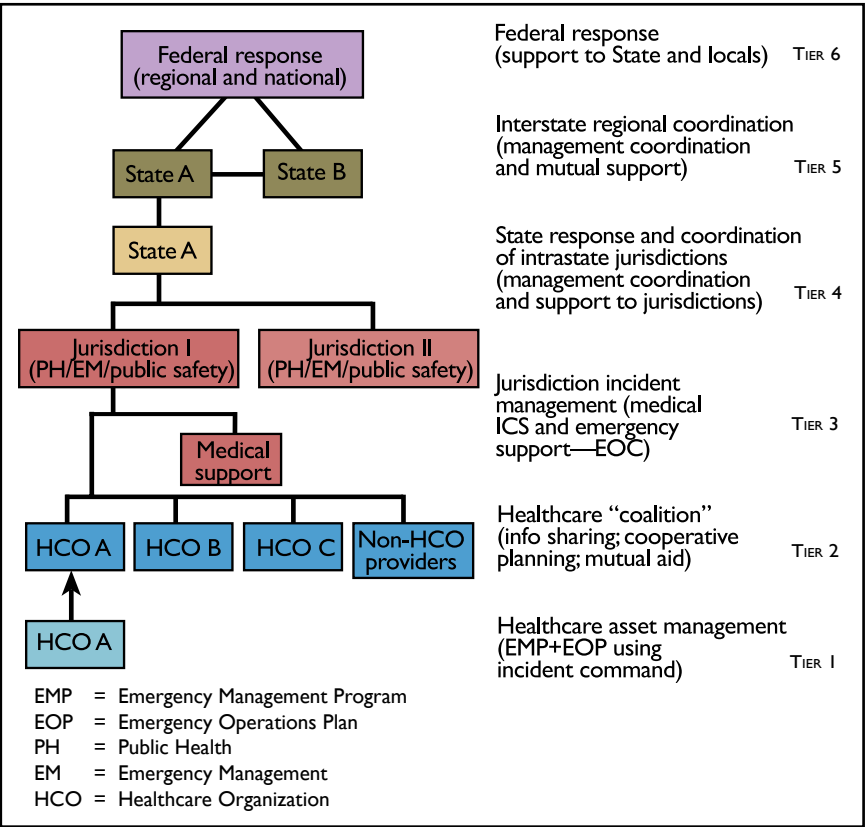 Federal response
(regional and national)
Federal response
(support to State and locals) TIER 6
State A
State B
Interstate regional coordination
(management coordination
and mutual support) TIER 5
State A
State response and coordination
of intrastate jurisdictions
(management coordination
and support to jurisdictions) TIER 4
Jurisdiction I
(PH/EM/public safety)
Jurisdiction II
(PH/EM/public safety)
Medical
support
Jurisdiction incident
management (medical
ICS and emergency
support—EOC) TIER 3
HCO A
HCO B
HCO C
Non-HCO
providers
Healthcare “coalition”
(info sharing; cooperative
planning; mutual aid) TIER 2
HCO A
Healthcare asset management
(EMP+EOP using
incident command) TIER 1
EMP = Emergency Management Program
EOP = Emergency Operations Plan
PH = Public Health
EM = Emergency Management
HCO = Healthcare Organization